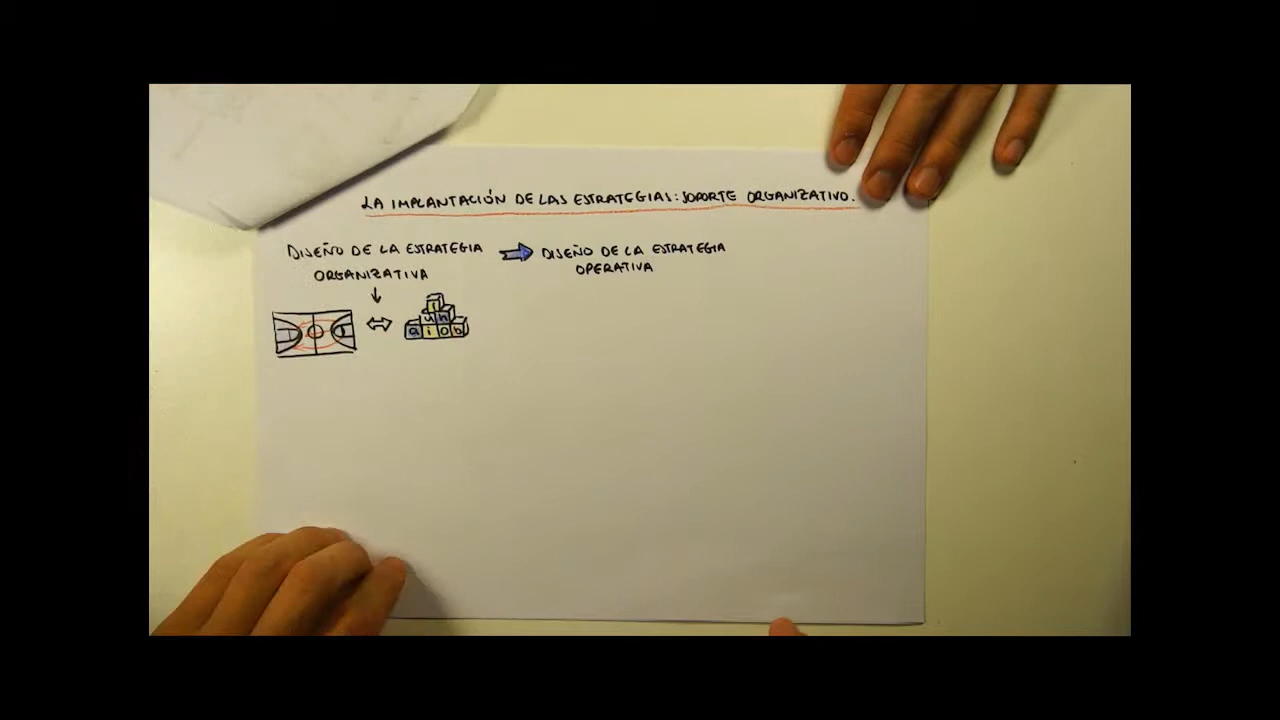 LA IMPLANTACIÓN DE LAS ESTRATEGIAS: SOPORTE ORGANIZATIVO.
DISEÑO DE LA ESTRATEGIA
ORGANIZATIVA
DISEÑO DE LA ESTRATEGIA
OPERATIVA
l
u n
a i o b